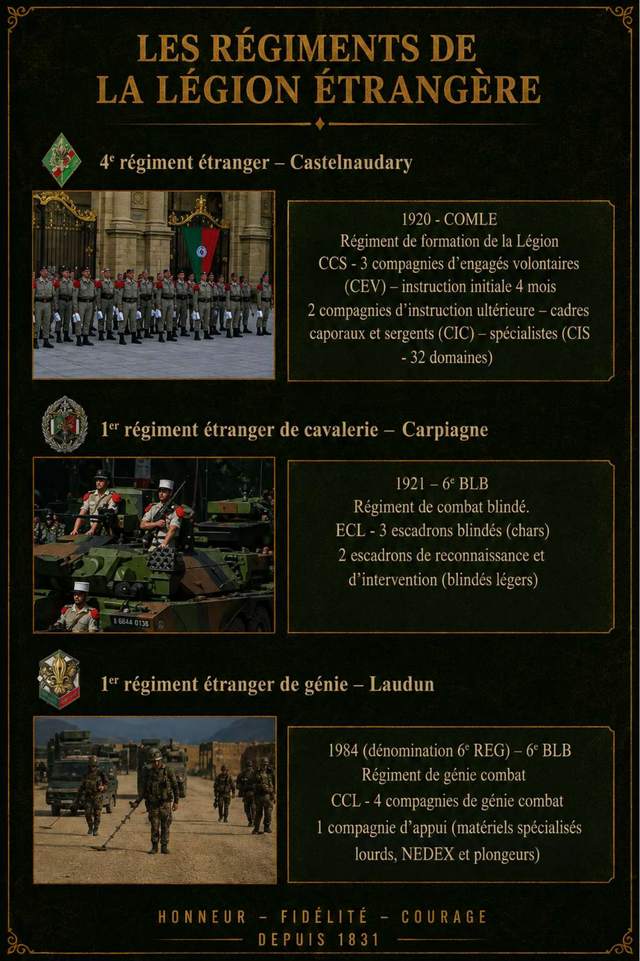 LES RÉGIMENTS DE
LA LÉGION ÉTRANGÈRE
4e régiment étranger – Castelnaudary
1920 - COMLE
Régiment de formation de la Légion
CCS - 3 compagnies d'engagés volontaires
(CEV) – instruction initiale 4 mois
2 compagnies d'instruction ultérieure – cadres
caporaux et sergents (CIC) – spécialistes (CIS
- 32 domaines)
1er régiment étranger de cavalerie – Carpiagne
1921 – 6e BLB
Régiment de combat blindé.
ECL - 3 escadrons blindés (chars)
2 escadrons de reconnaissance et
d'intervention (blindés légers)
1er régiment étranger de génie – Laudun
1984 (dénomination 6e REG) – 6e BLB
Régiment de génie combat
CCL - 4 compagnies de génie combat
1 compagnie d'appui (matériels spécialisés
lourds, NEDEX et plongeurs)
HONNEUR – FIDÉLITÉ – COURAGE
DEPUIS 1831